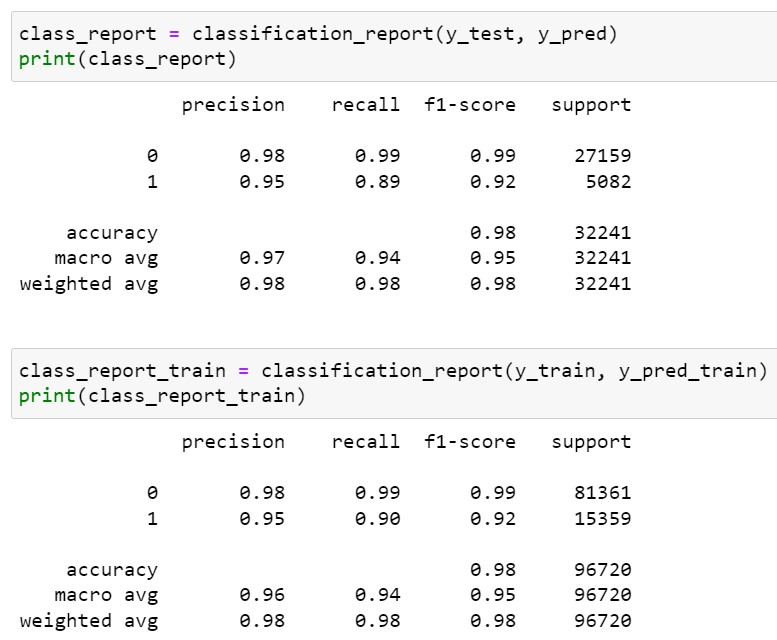 class_report = classification_report(y_test, y_pred)
print(class_report)
precision recall f1-score support
0 0.98 0.99 0.99 27159
1 0.95 0.89 0.92 5082
accuracy 0.98 32241
macro avg 0.97 0.94 0.95 32241
weighted avg 0.98 0.98 0.98 32241
class_report_train = classification_report(y_train, y_pred_train)
print(class_report_train)
precision recall f1-score support
0 0.98 0.99 0.99 81361
1 0.95 0.90 0.92 15359
accuracy 0.98 96720
macro avg 0.96 0.94 0.95 96720
weighted avg 0.98 0.98 0.98 96720